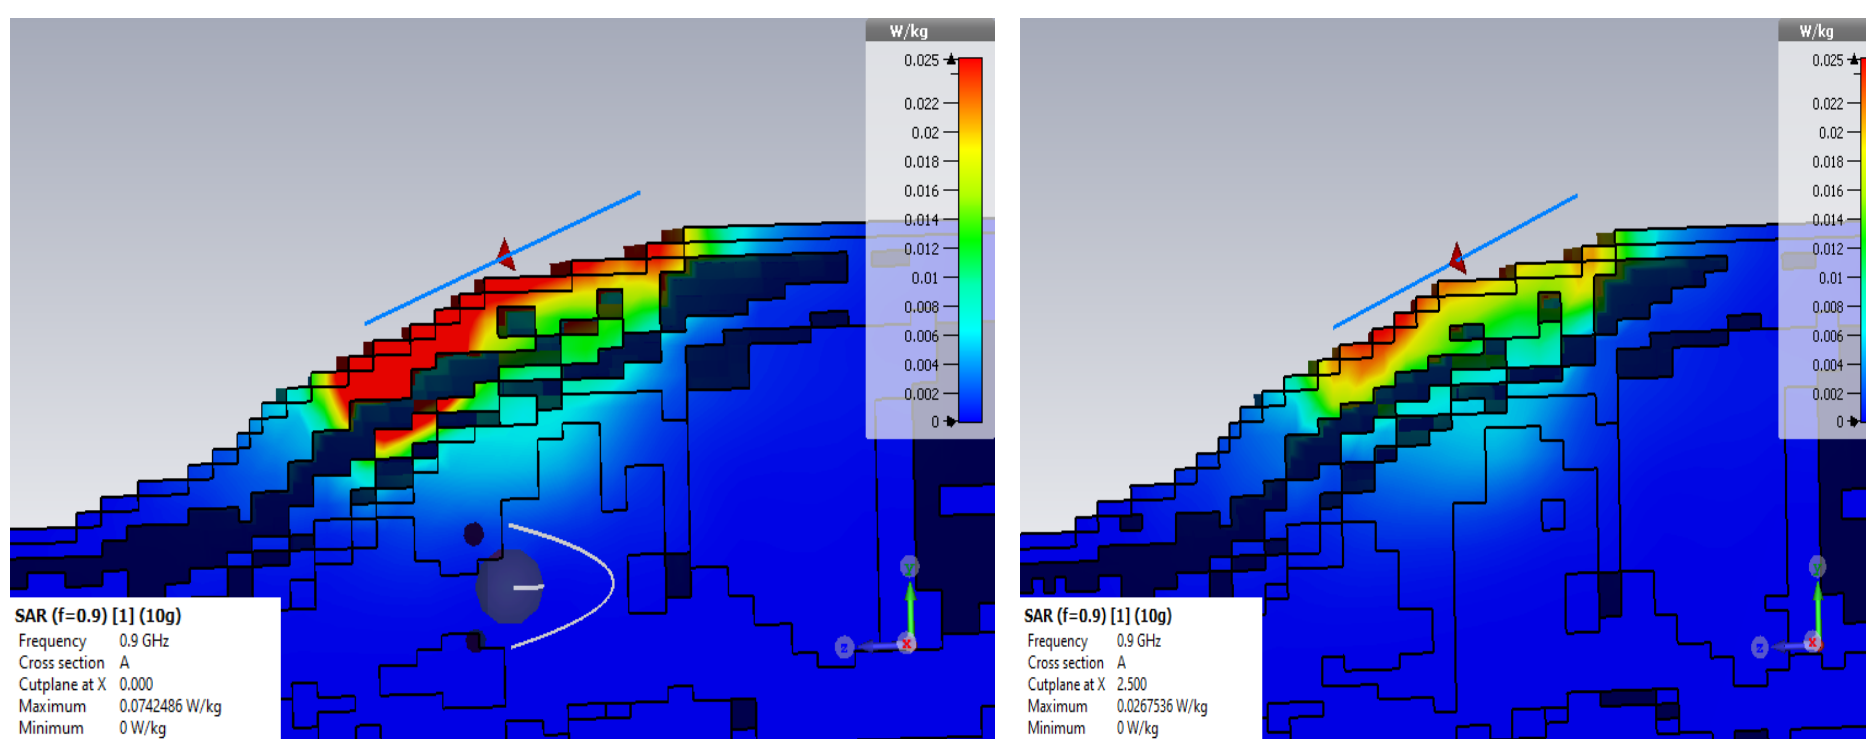 W/kg
0.025
0.022
0.02
0.018
0.016
0.014
0.012
0.01
0.008
0.006
0.004
0.002
0
y
z
x
SAR (f=0.9) [1] (10g)
Frequency 0.9 GHz
Cross section A
Cutplane at X 0.000
Maximum 0.0742486 W/kg
Minimum 0 W/kg
W/kg
0.025
0.022
0.02
0.018
0.016
0.014
0.012
0.01
0.008
0.006
0.004
0.002
0
y
z
x
SAR (f=0.9) [1] (10g)
Frequency 0.9 GHz
Cross section A
Cutplane at X 2.500
Maximum 0.0267536 W/kg
Minimum 0 W/kg